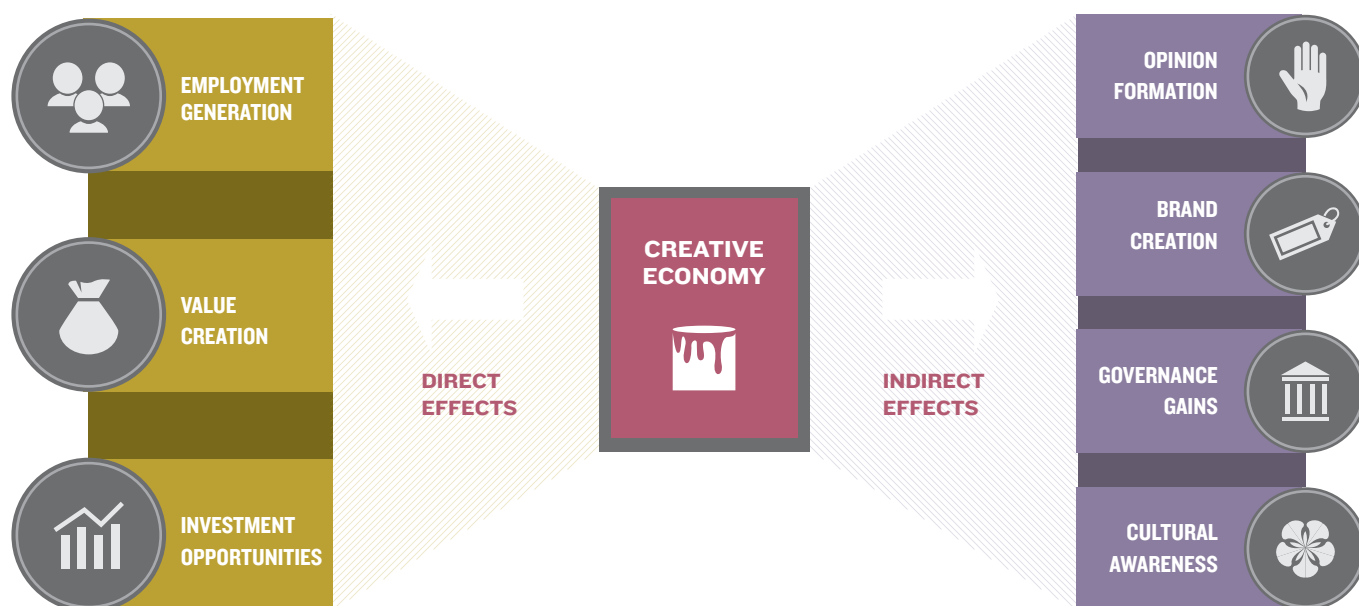 EMPLOYMENT
GENERATION
VALUE
CREATION
INVESTMENT
OPPORTUNITIES
DIRECT
EFFECTS
CREATIVE
ECONOMY
INDIRECT
EFFECTS
OPINION
FORMATION
BRAND
CREATION
GOVERNANCE
GAINS
CULTURAL
AWARENESS